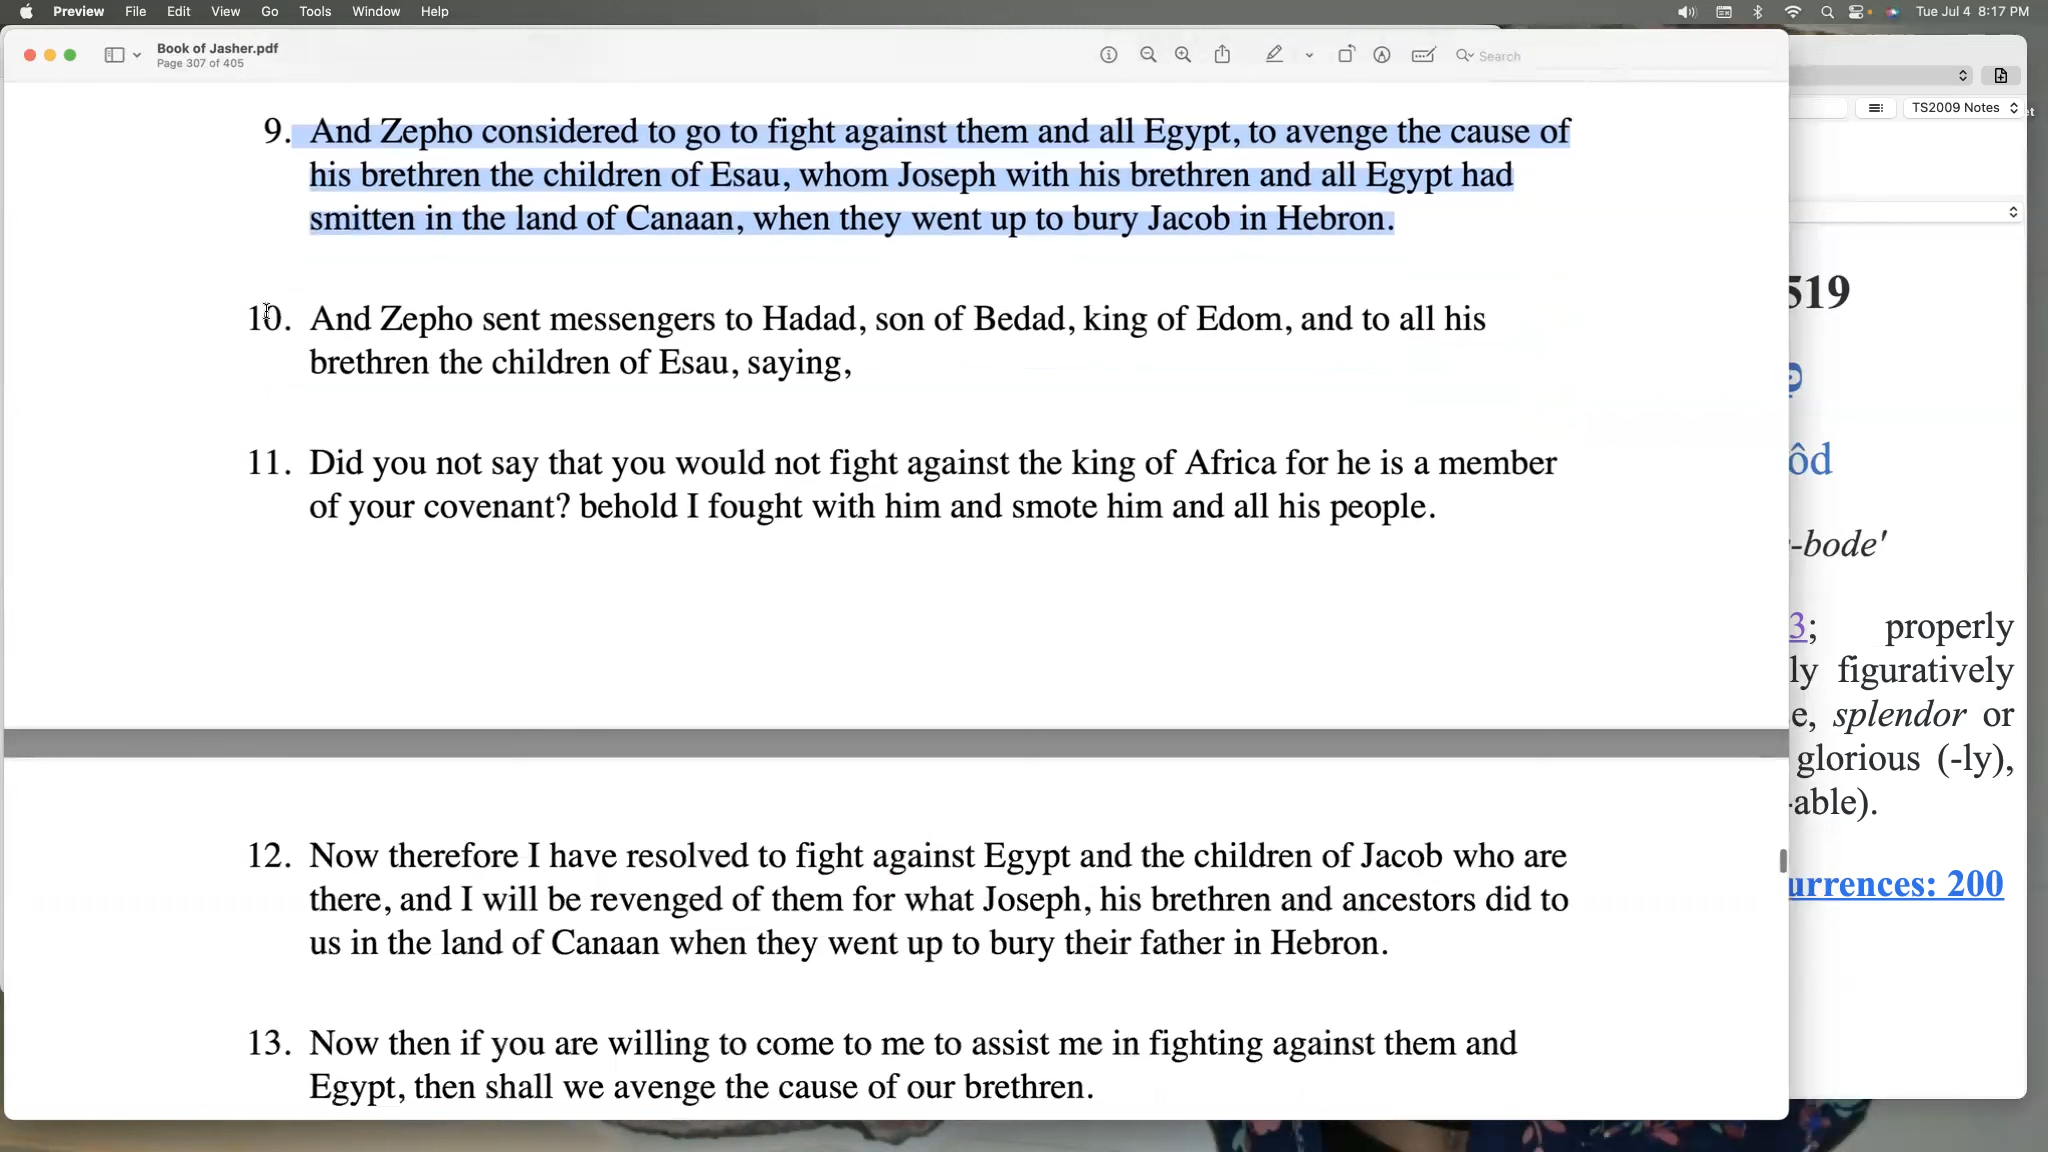 Preview File Edit View Go Tools Window Help Tue Jul 4 8:17 PM
Book of Jasher.pdf
Page 307 of 405
Search
TS2009 Notes
9. And Zepho considered to go to fight against them and all Egypt, to avenge the cause of
his brethren the children of Esau, whom Joseph with his brethren and all Egypt had
smitten in the land of Canaan, when they went up to bury Jacob in Hebron.
10. And Zepho sent messengers to Hadad, son of Bedad, king of Edom, and to all his
brethren the children of Esau, saying,
11. Did you not say that you would not fight against the king of Africa for he is a member
of your covenant? behold I fought with him and smote him and all his people.
12. Now therefore I have resolved to fight against Egypt and the children of Jacob who are
there, and I will be revenged of them for what Joseph, his brethren and ancestors did to
us in the land of Canaan when they went up to bury their father in Hebron.
13. Now then if you are willing to come to me to assist me in fighting against them and
Egypt, then shall we avenge the cause of our brethren.
519
ôd
-bode'
3; properly
ly figuratively
e, splendor or
glorious (-ly),
-able).
urrences: 200